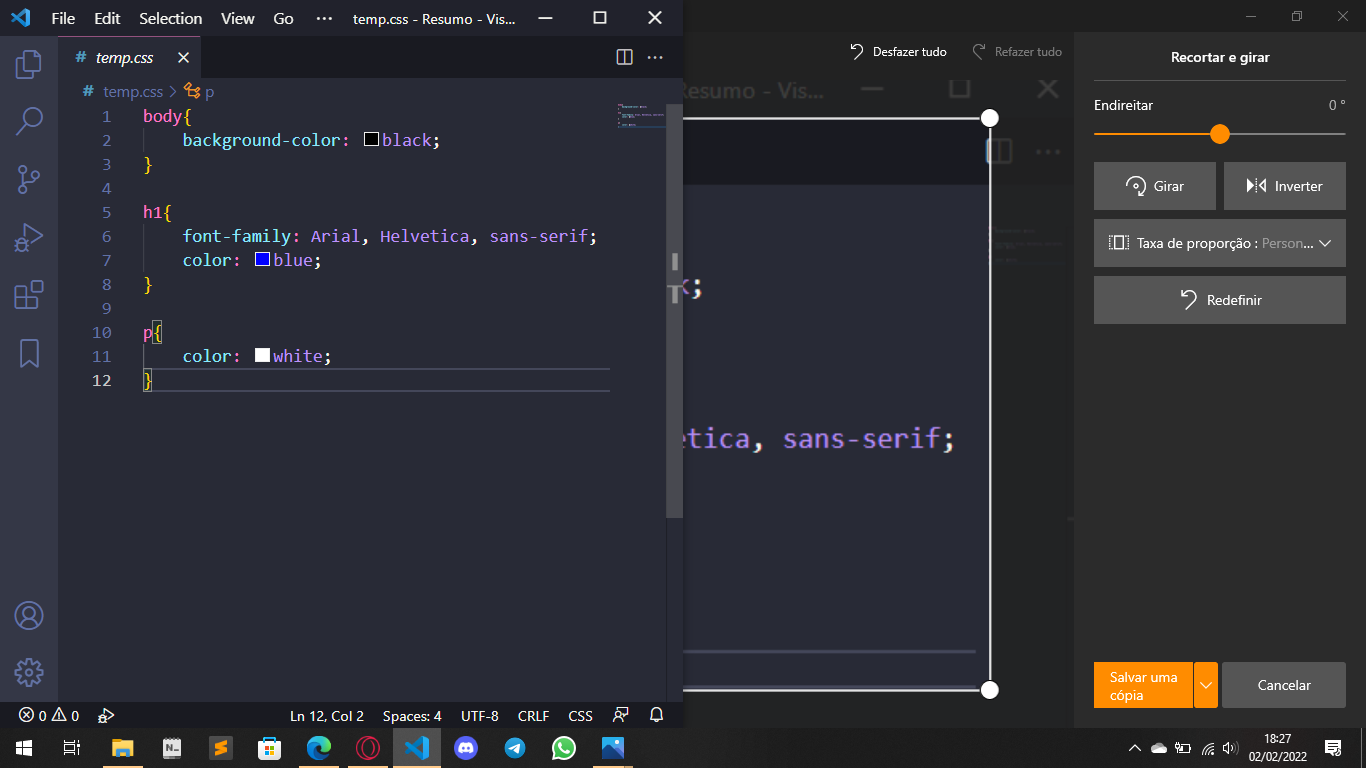 File Edit Selection View Go ··· temp.css - Resumo - Vis...
# temp.css
# temp.css > p
1 body{
2 background-color: black;
3 }
4
5 h1{
6 font-family: Arial, Helvetica, sans-serif;
7 color: blue;
8 }
9
10 p{
11 color: white;
12 }
0 0
Ln 12, Col 2 Spaces: 4 UTF-8 CRLF CSS
Desfazer tudo Refazer tudo
Resumo - Vis...
k;
etica, sans-serif;
Recortar e girar
Endireitar 0 °
Girar Inverter
Taxa de proporção : Person...
Redefinir
Salvar uma
cópia
Cancelar
N
18:27
02/02/2022